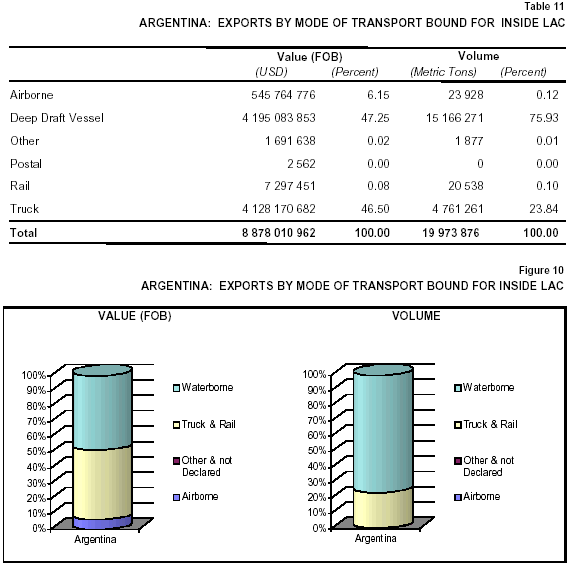 Table 11
ARGENTINA: EXPORTS BY MODE OF TRANSPORT BOUND FOR INSIDE LAC
Value (FOB) Volume
(USD) (Percent) (Metric Tons) (Percent)
Airborne 545 764 776 6.15 23 928 0.12
Deep Draft Vessel 4 195 083 853 47.25 15 166 271 75.93
Other 1 691 638 0.02 1 877 0.01
Postal 2 562 0.00 0 0.00
Rail 7 297 451 0.08 20 538 0.10
Truck 4 128 170 682 46.50 4 761 261 23.84
Total 8 878 010 962 100.00 19 973 876 100.00
Figure 10
ARGENTINA: EXPORTS BY MODE OF TRANSPORT BOUND FOR INSIDE LAC
VALUE (FOB)
100%
90%
80%
70%
60%
50%
40%
30%
20%
10%
0%
Argentina
Waterborne
Truck & Rail
Other & not
Declared
Airborne
VOLUME
100%
90%
80%
70%
60%
50%
40%
30%
20%
10%
0%
Argentina
Waterborne
Truck & Rail
Other & not
Declared
Airborne